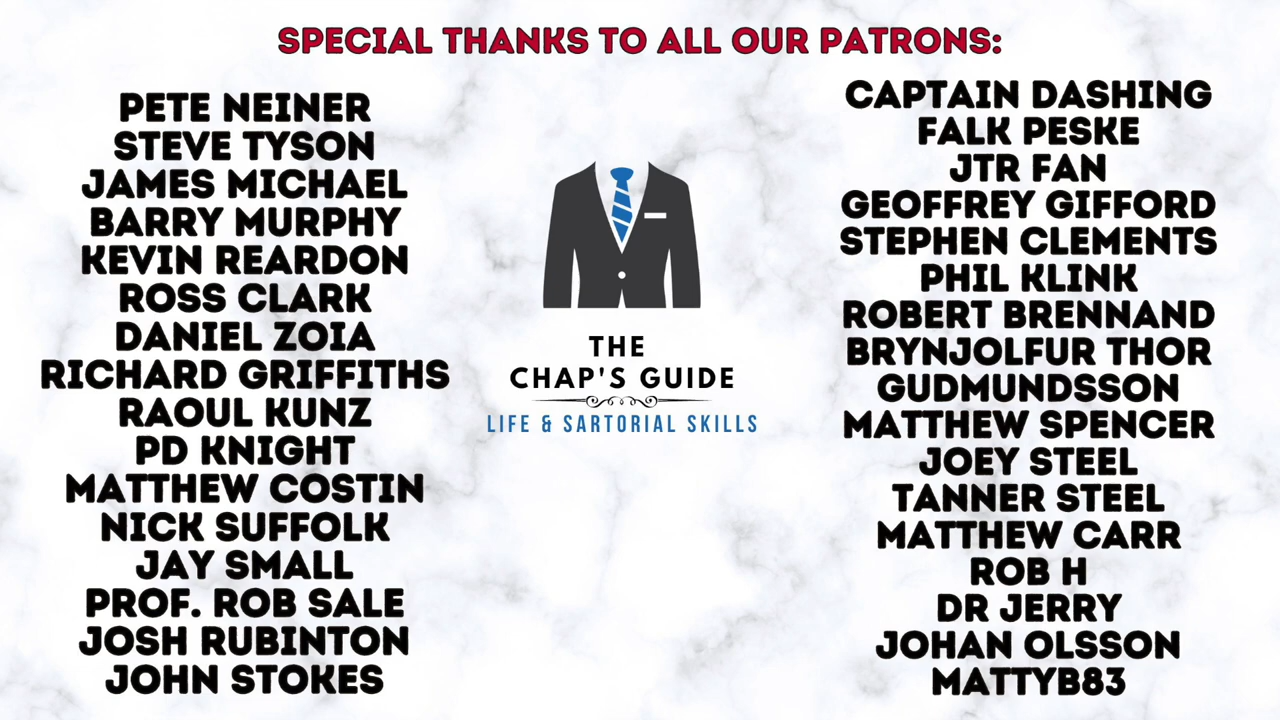 SPECIAL THANKS TO ALL OUR PATRONS:
PETE NEINER
STEVE TYSON
JAMES MICHAEL
BARRY MURPHY
KEVIN REARDON
ROSS CLARK
DANIEL ZOIA
RICHARD GRIFFITHS
RAOUL KUNZ
PD KNIGHT
MATTHEW COSTIN
NICK SUFFOLK
JAY SMALL
PROF. ROB SALE
JOSH RUBINTON
JOHN STOKES
THE
CHAP'S GUIDE
LIFE & SARTORIAL SKILLS
CAPTAIN DASHING
FALK PESKE
JTR FAN
GEOFFREY GIFFORD
STEPHEN CLEMENTS
PHIL KLINK
ROBERT BRENNAND
BRYNJOLFUR THOR
GUDMUNDSSON
MATTHEW SPENCER
JOEY STEEL
TANNER STEEL
MATTHEW CARR
ROB H
DR JERRY
JOHAN OLSSON
MATTYB83